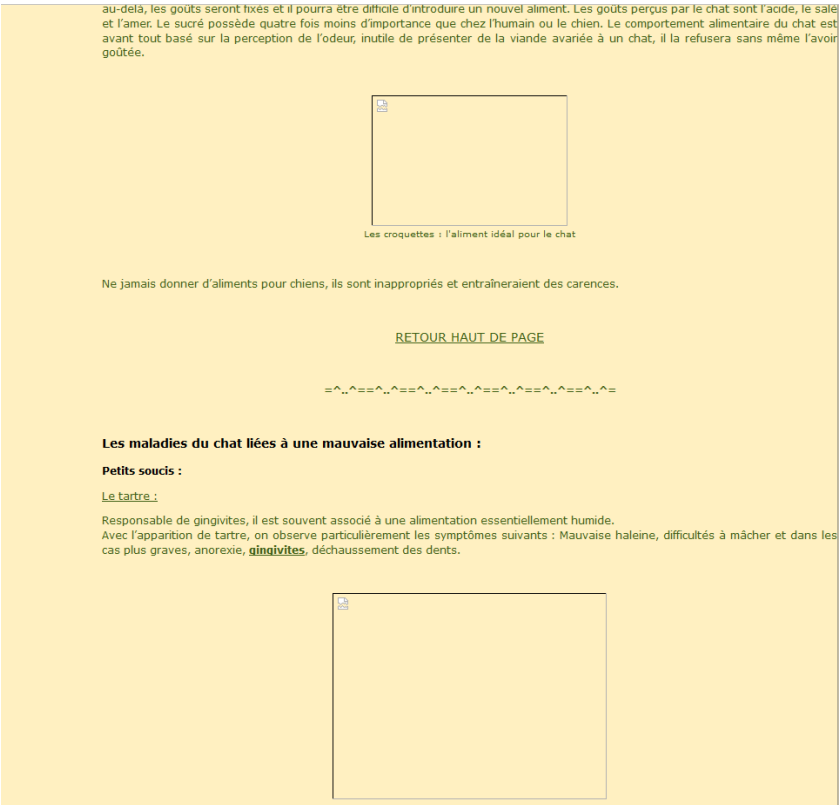 au-delà, les goûts seront fixés et il pourra être difficile d'introduire un nouvel aliment. Les goûts perçus par le chat sont l'acide, le salé
et l'amer. Le sucré possède quatre fois moins d'importance que chez l'humain ou le chien. Le comportement alimentaire du chat est
avant tout basé sur la perception de l'odeur, inutile de présenter de la viande avariée à un chat, il la refusera sans même l'avoir
goûtée.
Les croquettes : l'aliment idéal pour le chat
Ne jamais donner d'aliments pour chiens, ils sont inappropriés et entraîneraient des carences.
RETOUR HAUT DE PAGE
=^..^==^..^==^..^==^..^==^..^==^..^==^..^=
Les maladies du chat liées à une mauvaise alimentation :
Petits soucis :
Le tartre :
Responsable de gingivites, il est souvent associé à une alimentation essentiellement humide.
Avec l'apparition de tartre, on observe particulièrement les symptômes suivants : Mauvaise haleine, difficultés à mâcher et dans les
cas plus graves, anorexie, gingivites, déchaussement des dents.